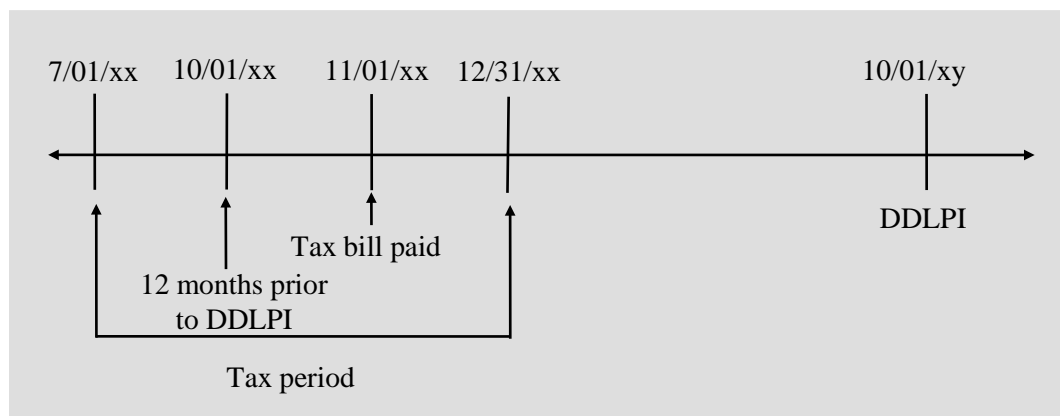 7/01/xx 10/01/xx 11/01/xx 12/31/xx 10/01/xy
DDLPI
Tax bill paid
12 months prior
to DDLPI
Tax period